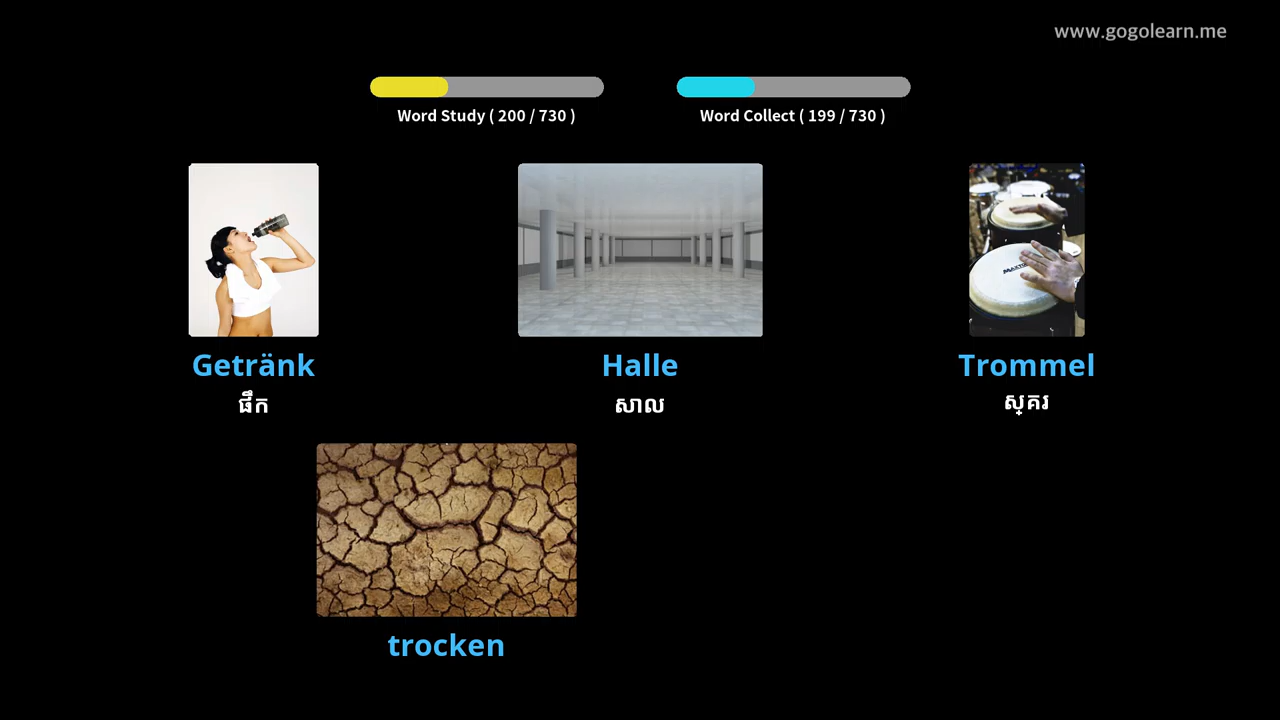 www.gogolearn.me
Word Study ( 200 / 730 )
Word Collect ( 199 / 730 )
Getränk
Halle
Trommel
ផឹក
សាល
ស្គរ
trocken